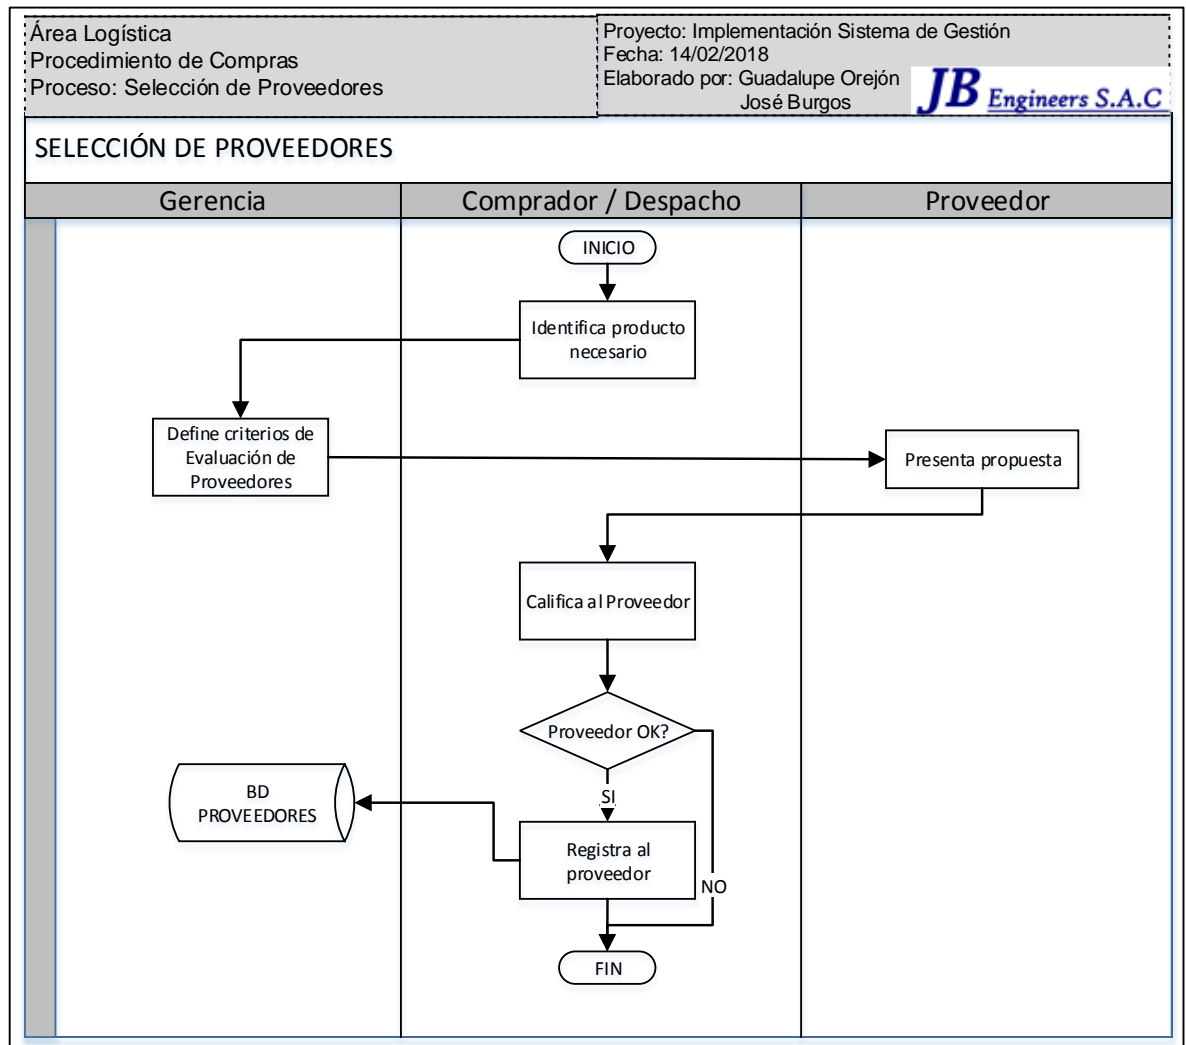 Área Logística
Procedimiento de Compras
Proceso: Selección de Proveedores
Proyecto: Implementación Sistema de Gestión
Fecha: 14/02/2018
Elaborado por: Guadalupe Orejón
José Burgos
JB Engineers S.A.C
SELECCIÓN DE PROVEEDORES
Gerencia
Comprador / Despacho
Proveedor
INICIO
Identifica producto
necesario
Define criterios de
Evaluación de
Proveedores
Presenta propuesta
Califica al Proveedor
Proveedor OK?
SI
BD
PROVEEDORES
Registra al
proveedor
NO
FIN